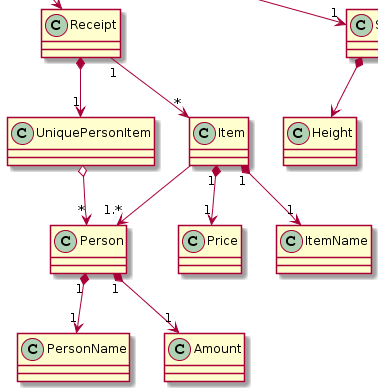 1
C Receipt
C S
1
1
*
C UniquePersonItem
C Item
C Height
*
1..*
1
1
1
1
C Person
C Price
C ItemName
1
1
1
1
C PersonName
C Amount